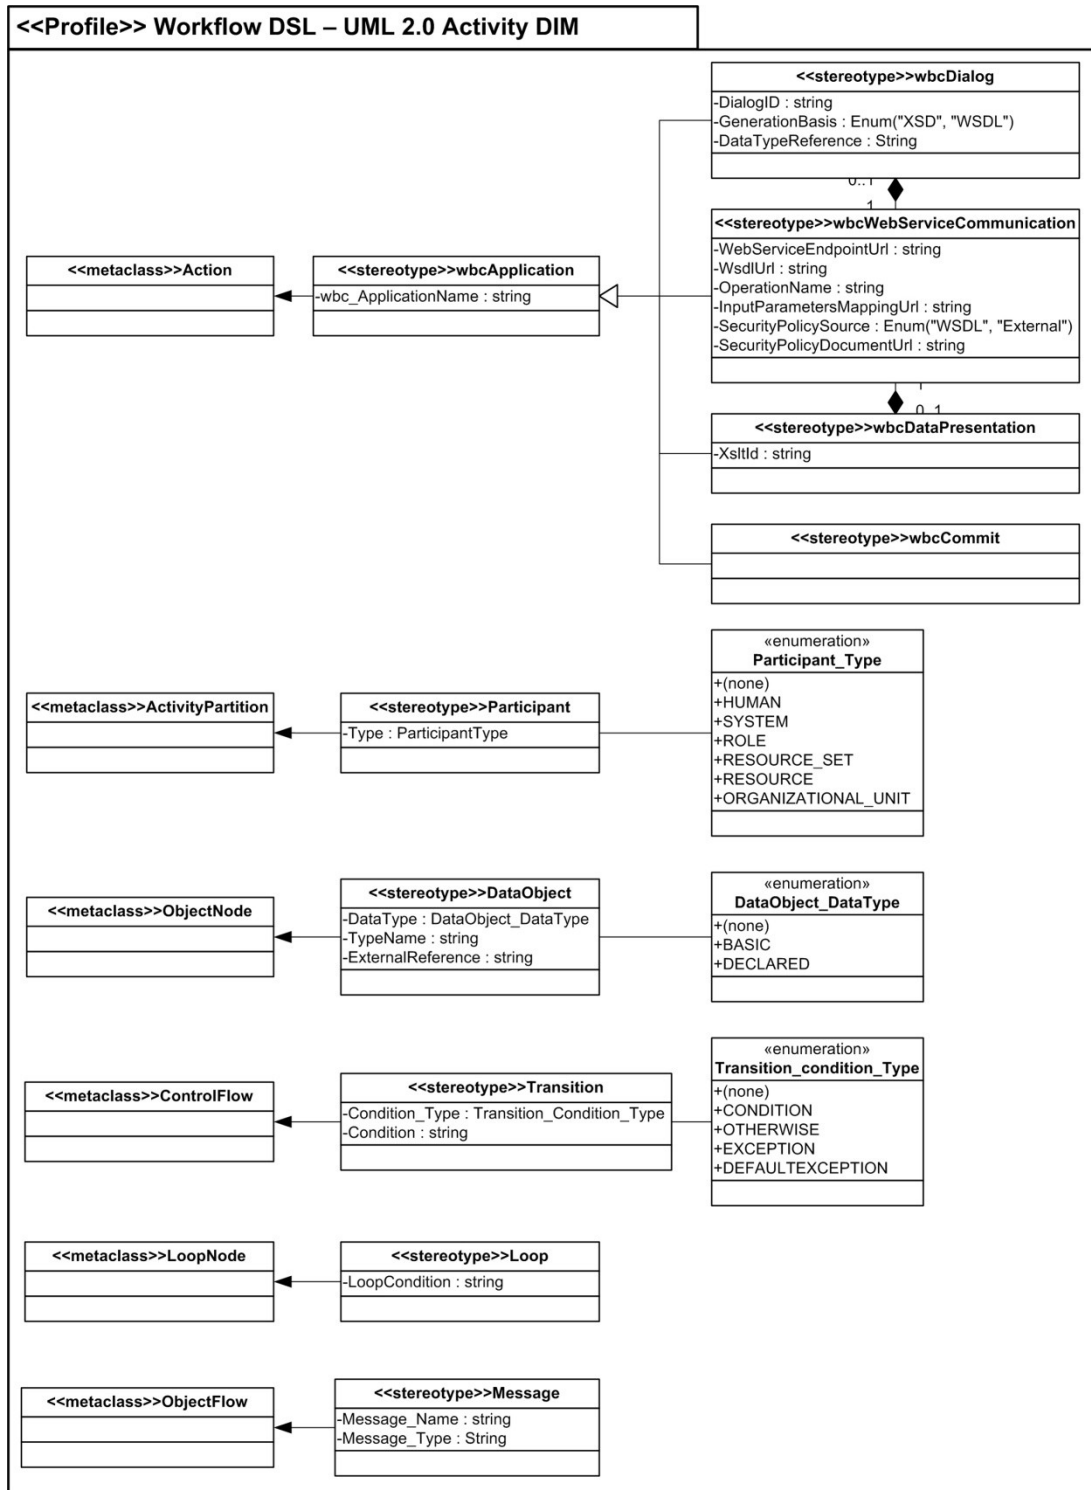 <<Profile>> Workflow DSL – UML 2.0 Activity DIM
<<stereotype>>wbcDialog
-DialogID : string
-GenerationBasis : Enum("XSD", "WSDL")
-DataTypeReference : String
0..1
1
<<stereotype>>wbcWebServiceCommunication
-WebServiceEndpointUrl : string
-WsdlUrl : string
-OperationName : string
-InputParametersMappingUrl : string
-SecurityPolicySource : Enum("WSDL", "External")
-SecurityPolicyDocumentUrl : string
<<metaclass>>Action
<<stereotype>>wbcApplication
-wbc_ApplicationName : string
0..1
<<stereotype>>wbcDataPresentation
-XsltId : string
<<stereotype>>wbcCommit
<<metaclass>>ActivityPartition
<<stereotype>>Participant
-Type : ParticipantType
«enumeration»
Participant_Type
+(none)
+HUMAN
+SYSTEM
+ROLE
+RESOURCE_SET
+RESOURCE
+ORGANIZATIONAL_UNIT
<<metaclass>>ObjectNode
<<stereotype>>DataObject
-DataType : DataObject_DataType
-TypeName : string
-ExternalReference : string
«enumeration»
DataObject_DataType
+(none)
+BASIC
+DECLARED
<<metaclass>>ControlFlow
<<stereotype>>Transition
-Condition_Type : Transition_Condition_Type
-Condition : string
«enumeration»
Transition_condition_Type
+(none)
+CONDITION
+OTHERWISE
+EXCEPTION
+DEFAULTEXCEPTION
<<metaclass>>LoopNode
<<stereotype>>Loop
-LoopCondition : string
<<metaclass>>ObjectFlow
<<stereotype>>Message
-Message_Name : string
-Message_Type : String